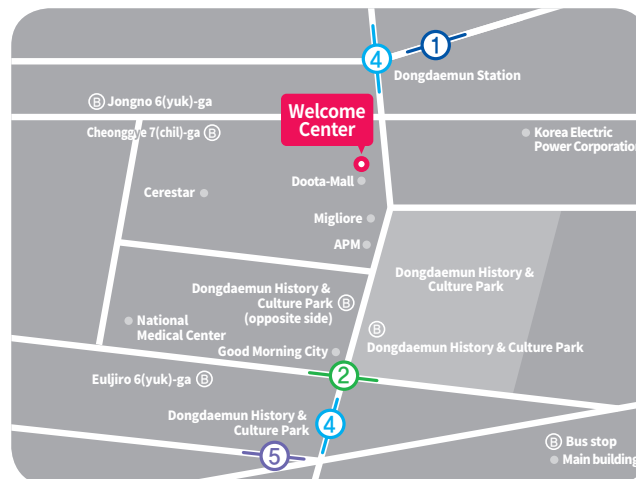 1
4
Dongdaemun Station
B Jongno 6(yuk)-ga
Cheonggye 7(chil)-ga B
Welcome
Center
Korea Electric
Power Corporation
Doota-Mall
Cerestar
Migliore
APM
Dongdaemun History &
Culture Park
Dongdaemun History &
Culture Park B
(opposite side)
National
Medical Center
B
Dongdaemun History & Culture Park
Good Morning City
Euljiro 6(yuk)-ga B
2
Dongdaemun History &
Culture Park
4
5
B Bus stop
Main building